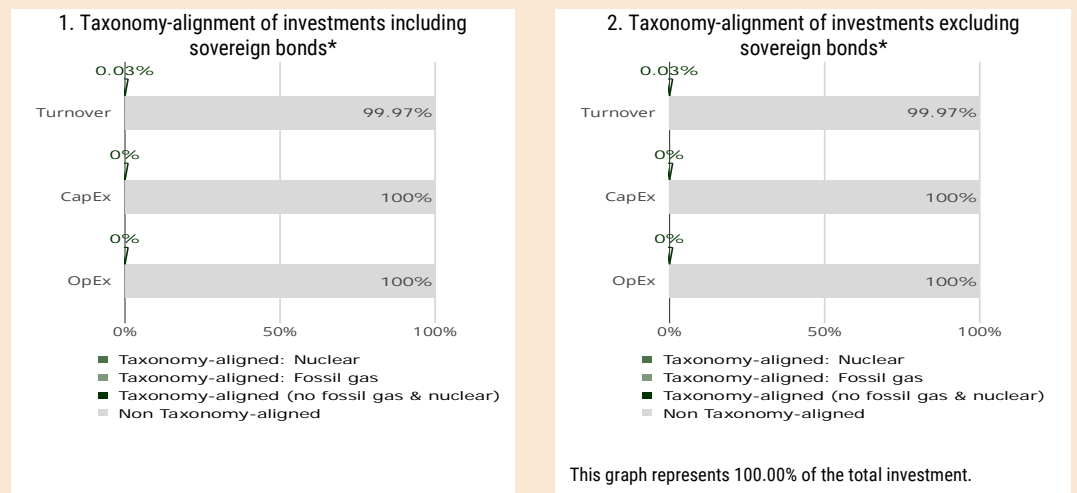 1. Taxonomy-alignment of investments including
sovereign bonds*
0.03%
Turnover
99.97%
0%
CapEx
100%
0%
OpEx
100%
0%
50%
100%
Taxonomy-aligned: Nuclear
Taxonomy-aligned: Fossil gas
Taxonomy-aligned (no fossil gas & nuclear)
Non Taxonomy-aligned
2. Taxonomy-alignment of investments excluding
sovereign bonds*
0.03%
Turnover
99.97%
0%
CapEx
100%
0%
OpEx
100%
0%
50%
100%
Taxonomy-aligned: Nuclear
Taxonomy-aligned: Fossil gas
Taxonomy-aligned (no fossil gas & nuclear)
Non Taxonomy-aligned
This graph represents 100.00% of the total investment.